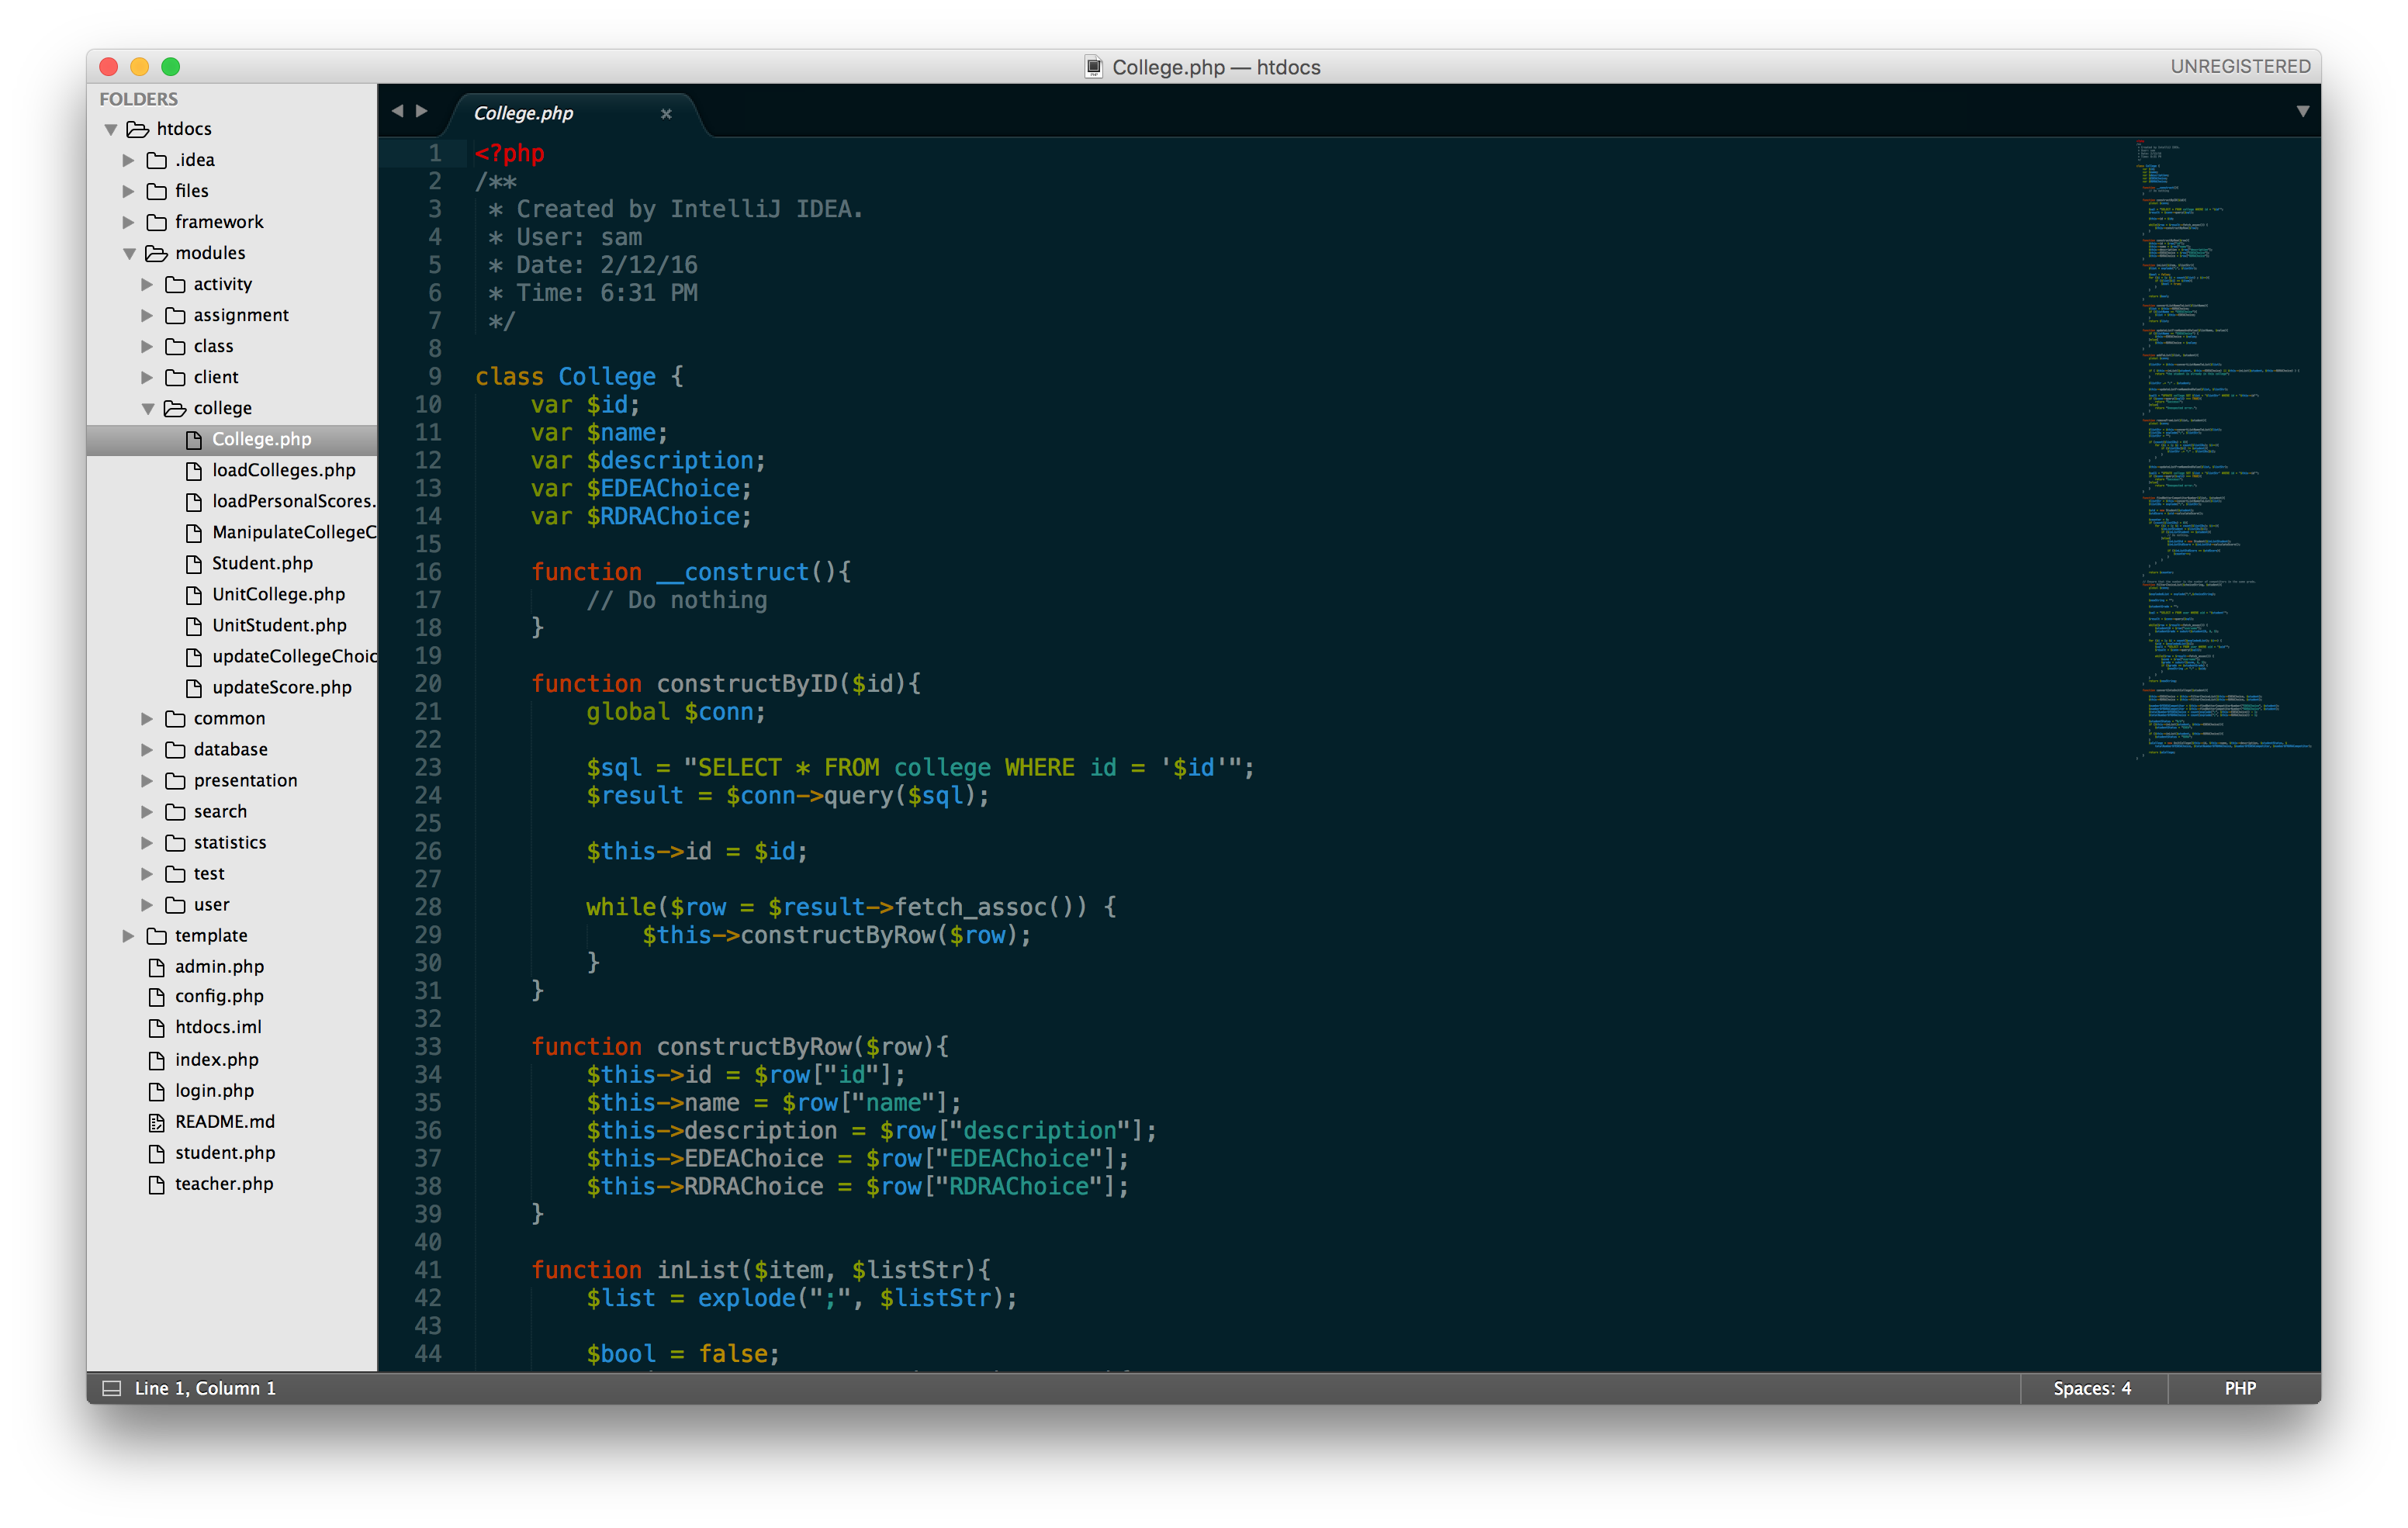 College.php — htdocs
UNREGISTERED
FOLDERS
htdocs
.idea
files
framework
modules
activity
assignment
class
client
college
College.php
loadColleges.php
loadPersonalScores.
ManipulateCollegeC
Student.php
UnitCollege.php
UnitStudent.php
updateCollegeChoic
updateScore.php
common
database
presentation
search
statistics
test
user
template
admin.php
config.php
htdocs.iml
index.php
login.php
README.md
student.php
teacher.php
College.php
1 <?php
2 /**
3  * Created by IntelliJ IDEA.
4  * User: sam
5  * Date: 2/12/16
6  * Time: 6:31 PM
7  */
8
9 class College {
10     var $id;
11     var $name;
12     var $description;
13     var $EDEAChoice;
14     var $RDRAChoice;
15
16     function __construct(){
17         // Do nothing
18     }
19
20     function constructByID($id){
21         global $conn;
22
23         $sql = "SELECT * FROM college WHERE id = '$id'";
24         $result = $conn->query($sql);
25
26         $this->id = $id;
27
28         while($row = $result->fetch_assoc()) {
29             $this->constructByRow($row);
30         }
31     }
32
33     function constructByRow($row){
34         $this->id = $row["id"];
35         $this->name = $row["name"];
36         $this->description = $row["description"];
37         $this->EDEAChoice = $row["EDEAChoice"];
38         $this->RDRAChoice = $row["RDRAChoice"];
39     }
40
41     function inList($item, $listStr){
42         $list = explode(";", $listStr);
43
44         $bool = false;
Line 1, Column 1
Spaces: 4
PHP